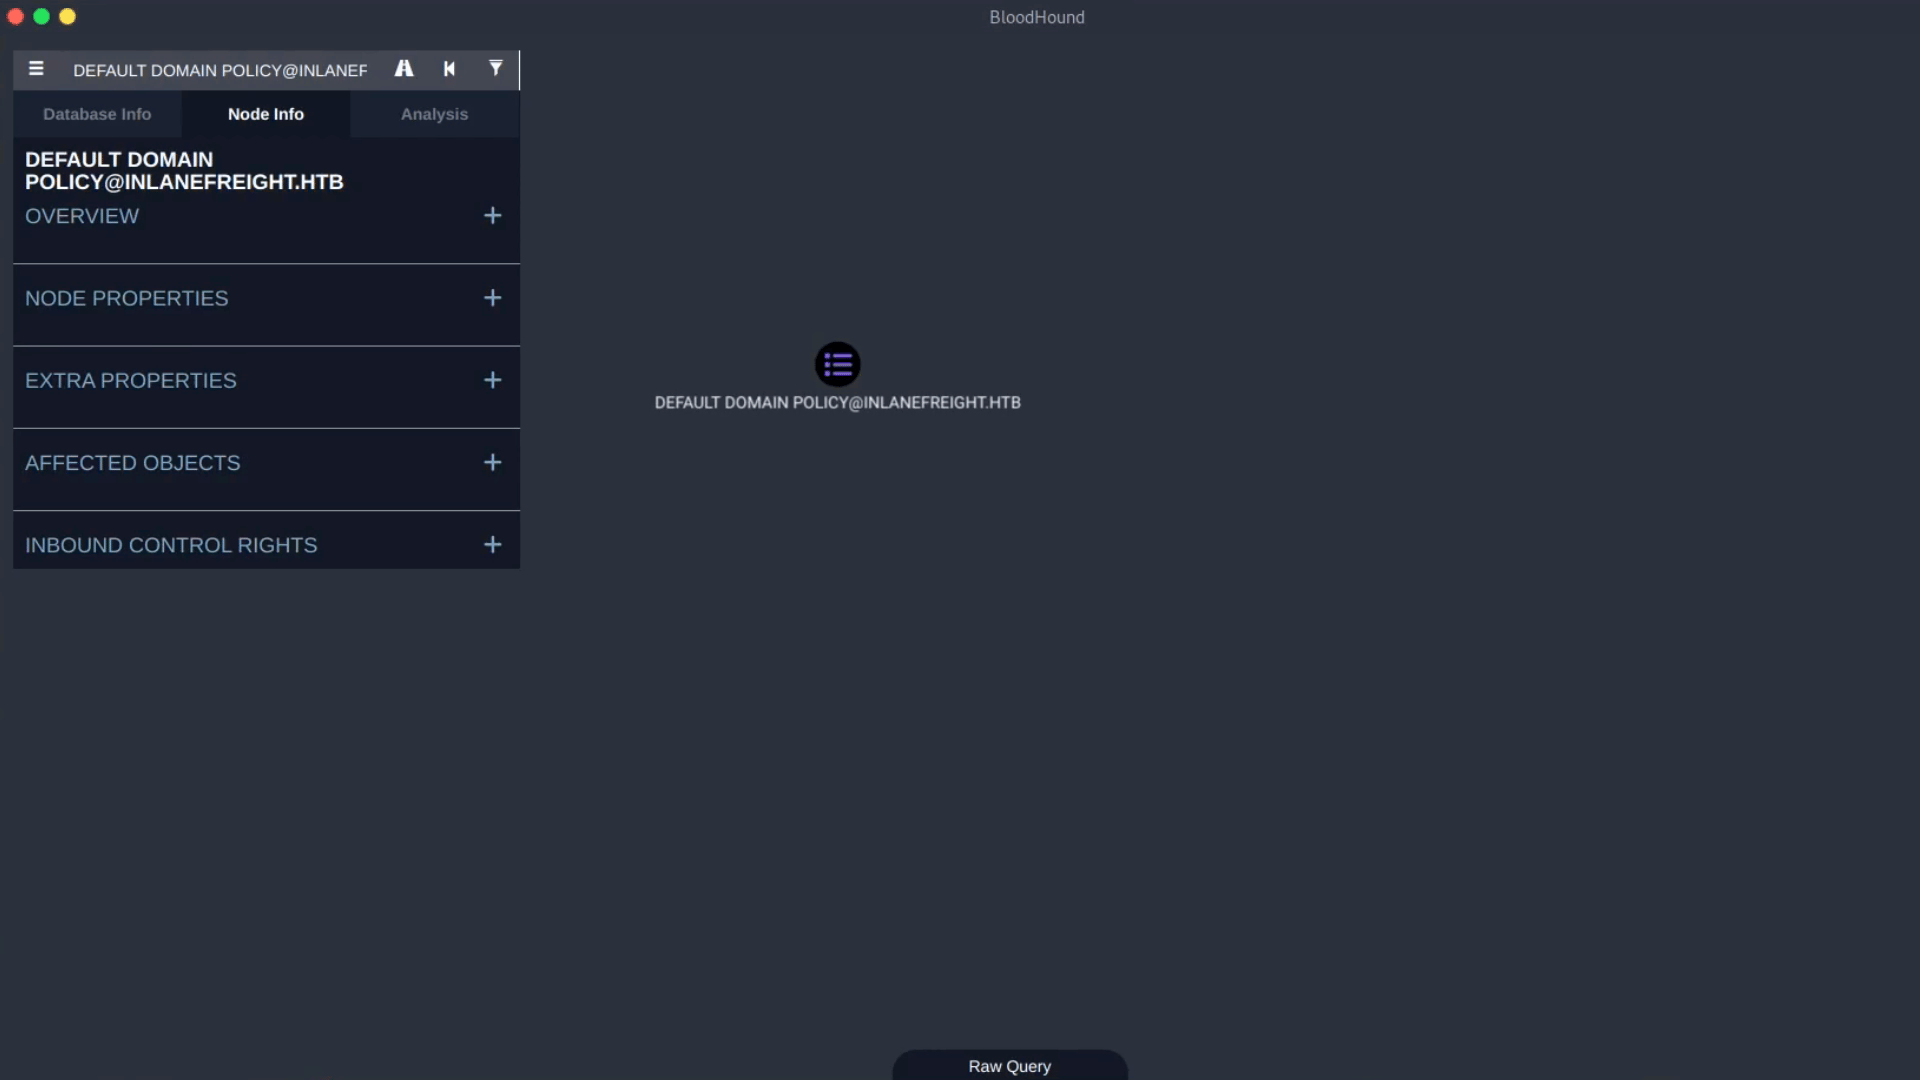 BloodHound
DEFAULT DOMAIN POLICY@INLANEF
Database Info
Node Info
Analysis
DEFAULT DOMAIN
POLICY@INLANEFREIGHT.HTB
OVERVIEW
NODE PROPERTIES
EXTRA PROPERTIES
AFFECTED OBJECTS
INBOUND CONTROL RIGHTS
DEFAULT DOMAIN POLICY@INLANEFREIGHT.HTB
Raw Query